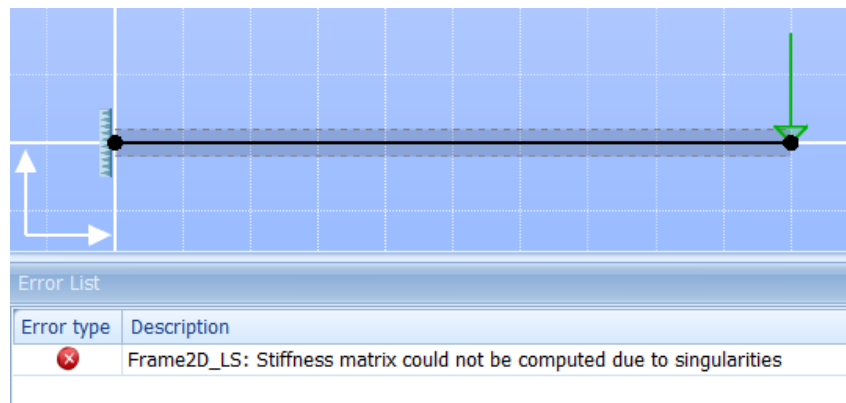 Error List
Error type Description
Frame2D_LS: Stiffness matrix could not be computed due to singularities